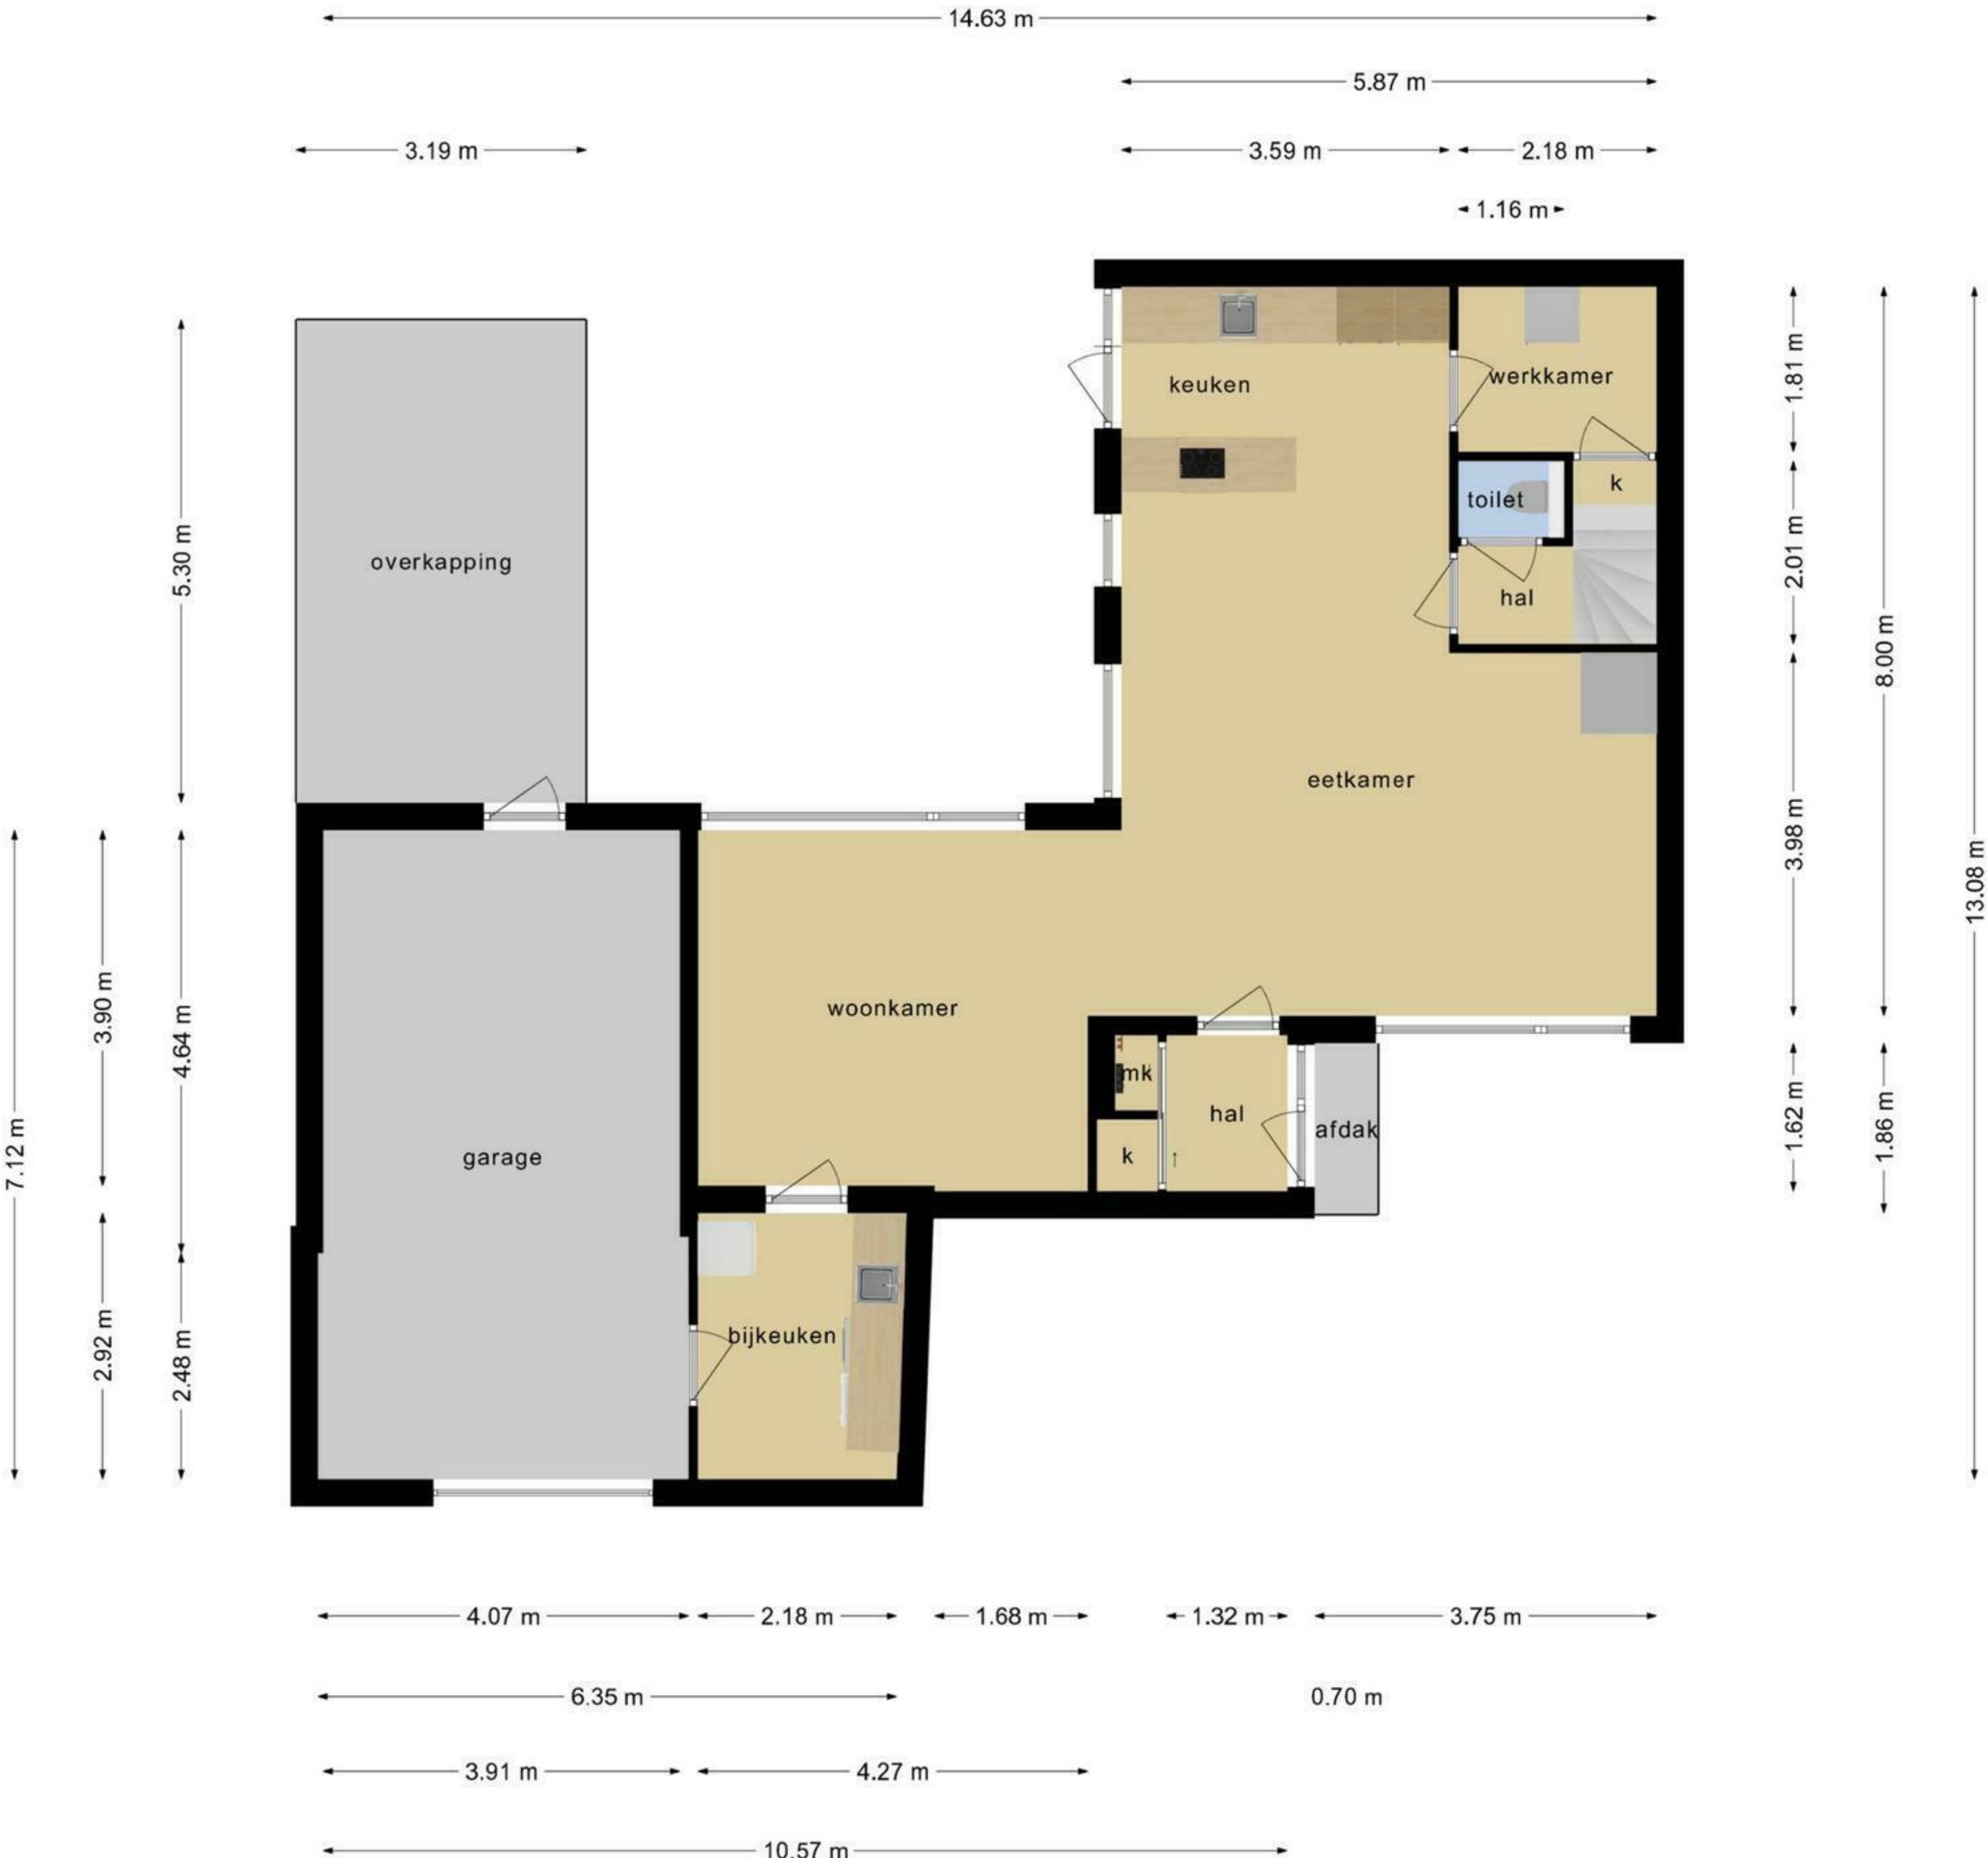 14.63 m
5.87 m
3.19 m
3.59 m
2.18 m
1.16 m
1.81 m
keuken
werkkamer
k
toilet
2.01 m
5.30 m
overkapping
hal
8.00 m
eetkamer
3.98 m
13.08 m
3.90 m
woonkamer
4.64 m
mk
hal
afdak
1.62 m
1.86 m
k
7.12 m
garage
bijkeuken
2.92 m
2.48 m
4.07 m
2.18 m
1.68 m
1.32 m
3.75 m
6.35 m
0.70 m
3.91 m
4.27 m
10.57 m